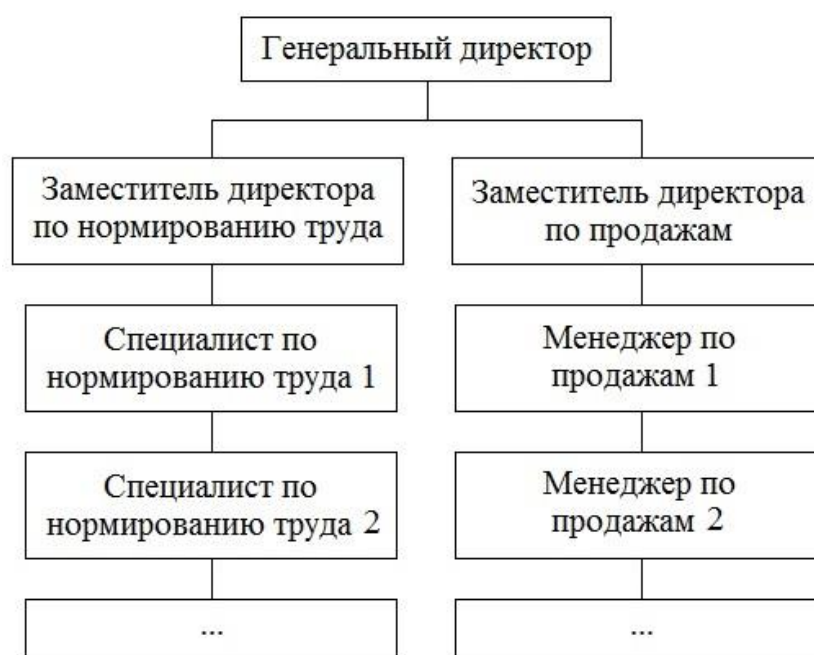 Генеральный директор
Заместитель директора
по нормированию труда
Заместитель директора
по продажам
Специалист по
нормированию труда 1
Менеджер по
продажам 1
Специалист по
нормированию труда 2
Менеджер по
продажам 2
...
...